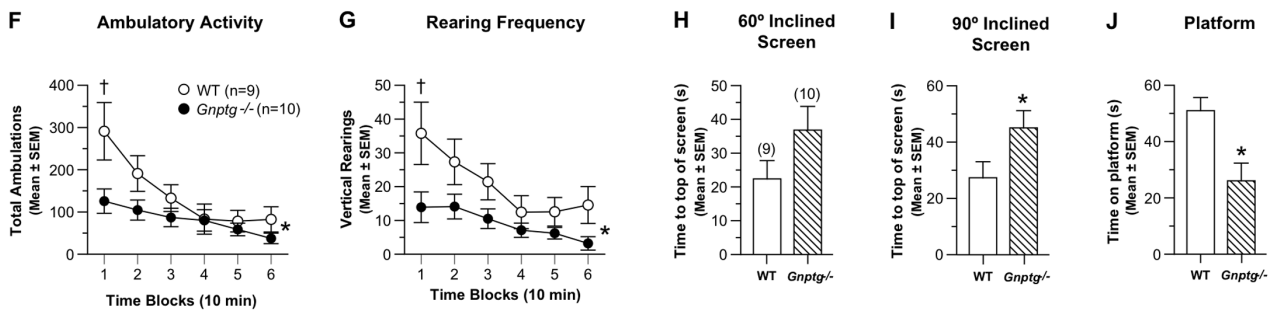 F
Ambulatory Activity
Total Ambulations
(Mean ± SEM)
400
300
200
100
0
†
WT (n=9)
Gnptg -/- (n=10)
*
1 2 3 4 5 6
Time Blocks (10 min)
G
Rearing Frequency
Vertical Rearings
(Mean ± SEM)
50
40
30
20
10
0
†
*
1 2 3 4 5 6
Time Blocks (10 min)
H
60º Inclined
Screen
Time to top of screen (s)
(Mean ± SEM)
50
40
30
20
10
0
(9)
(10)
WT Gnptg-/-
I
90º Inclined
Screen
Time to top of screen (s)
(Mean ± SEM)
60
40
20
0
*
WT Gnptg-/-
J
Platform
Time on platform (s)
(Mean ± SEM)
60
40
20
0
*
WT Gnptg-/-